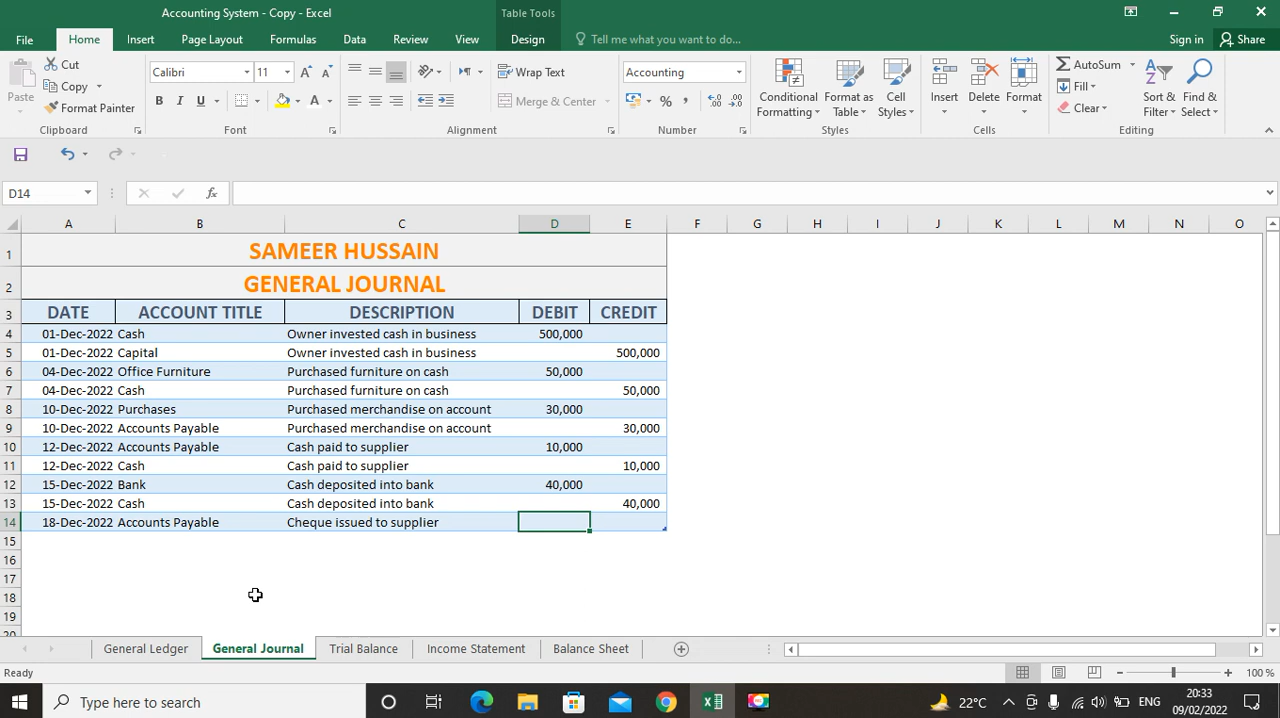 Accounting System - Copy - Excel
Table Tools
Sign in
Share
File
Home
Insert
Page Layout
Formulas
Data
Review
View
Design
Tell me what you want to do...
Paste
Cut
Copy
Format Painter
Clipboard
Calibri
11
B I U
Font
Wrap Text
Merge & Center
Alignment
Accounting
%
Number
Conditional Formatting
Format as Table
Cell Styles
Styles
Insert
Delete
Format
Cells
AutoSum
Fill
Clear
Sort & Filter
Find & Select
Editing
D14
fx
A B C D E F G H I J K L M N O
1 SAMEER HUSSAIN
2 GENERAL JOURNAL
3 DATE ACCOUNT TITLE DESCRIPTION DEBIT CREDIT
4 01-Dec-2022 Cash Owner invested cash in business 500,000
5 01-Dec-2022 Capital Owner invested cash in business 500,000
6 04-Dec-2022 Office Furniture Purchased furniture on cash 50,000
7 04-Dec-2022 Cash Purchased furniture on cash 50,000
8 10-Dec-2022 Purchases Purchased merchandise on account 30,000
9 10-Dec-2022 Accounts Payable Purchased merchandise on account 30,000
10 12-Dec-2022 Accounts Payable Cash paid to supplier 10,000
11 12-Dec-2022 Cash Cash paid to supplier 10,000
12 15-Dec-2022 Bank Cash deposited into bank 40,000
13 15-Dec-2022 Cash Cash deposited into bank 40,000
14 18-Dec-2022 Accounts Payable Cheque issued to supplier
15
16
17
18
19
20
General Ledger
General Journal
Trial Balance
Income Statement
Balance Sheet
Ready
100 %
Type here to search
22°C
ENG
20:33
09/02/2022